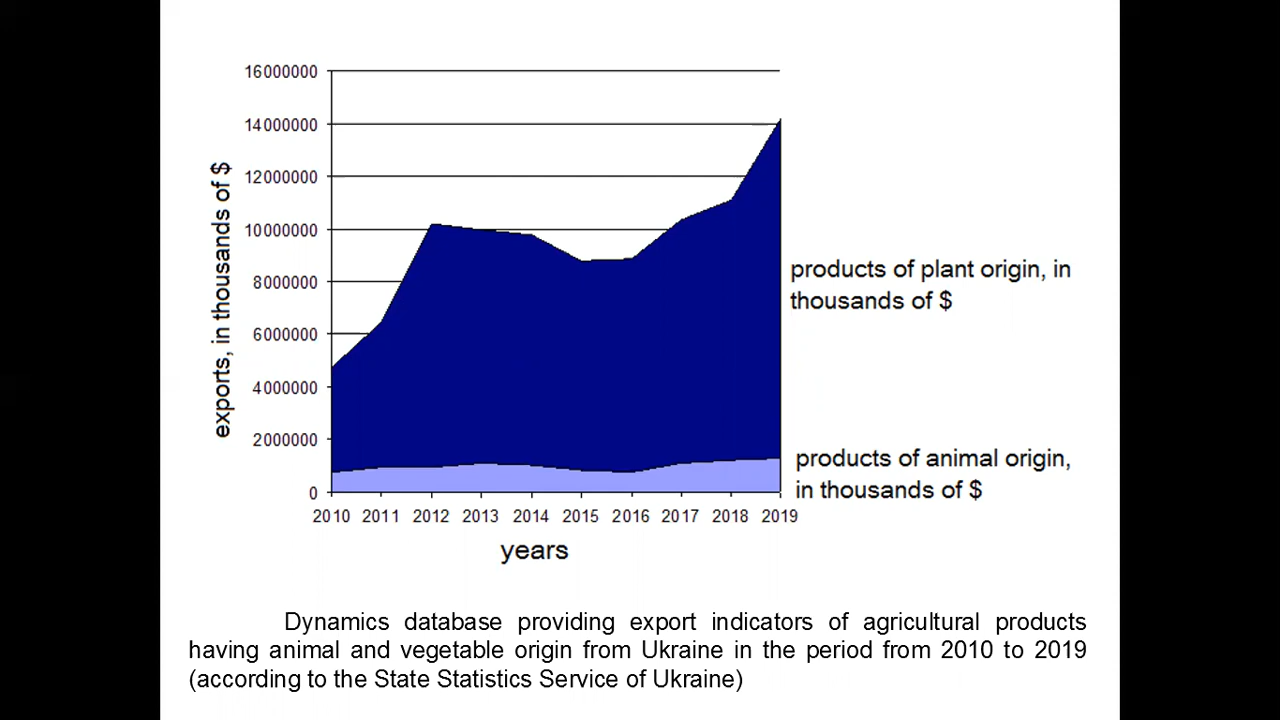 16000000
14000000
12000000
10000000
8000000
6000000
4000000
2000000
0
exports, in thousands of $
2010 2011 2012 2013 2014 2015 2016 2017 2018 2019
years
products of plant origin, in
thousands of $
products of animal origin,
in thousands of $
Dynamics database providing export indicators of agricultural products
having animal and vegetable origin from Ukraine in the period from 2010 to 2019
(according to the State Statistics Service of Ukraine)